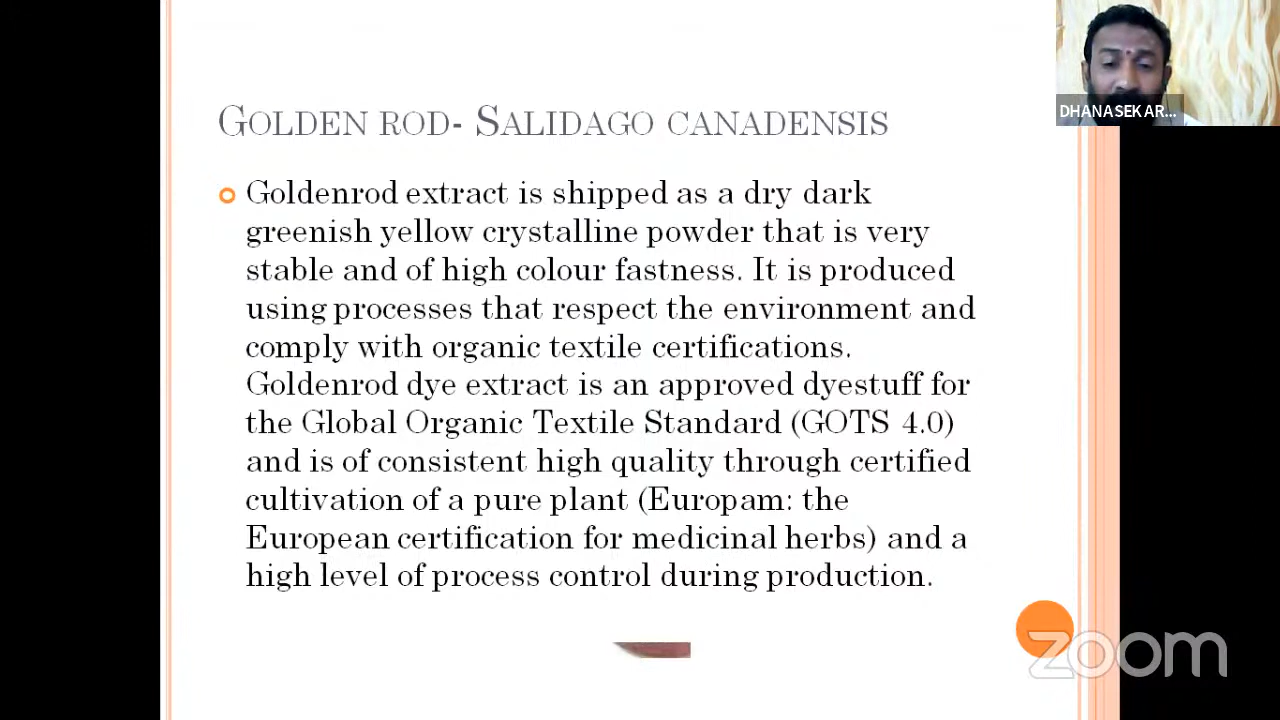 GOLDEN ROD- SALIDAGO CANADENSIS
Goldenrod extract is shipped as a dry dark
greenish yellow crystalline powder that is very
stable and of high colour fastness. It is produced
using processes that respect the environment and
comply with organic textile certifications.
Goldenrod dye extract is an approved dyestuff for
the Global Organic Textile Standard (GOTS 4.0)
and is of consistent high quality through certified
cultivation of a pure plant (Europam: the
European certification for medicinal herbs) and a
high level of process control during production.
DHANASEKAR...
zoom